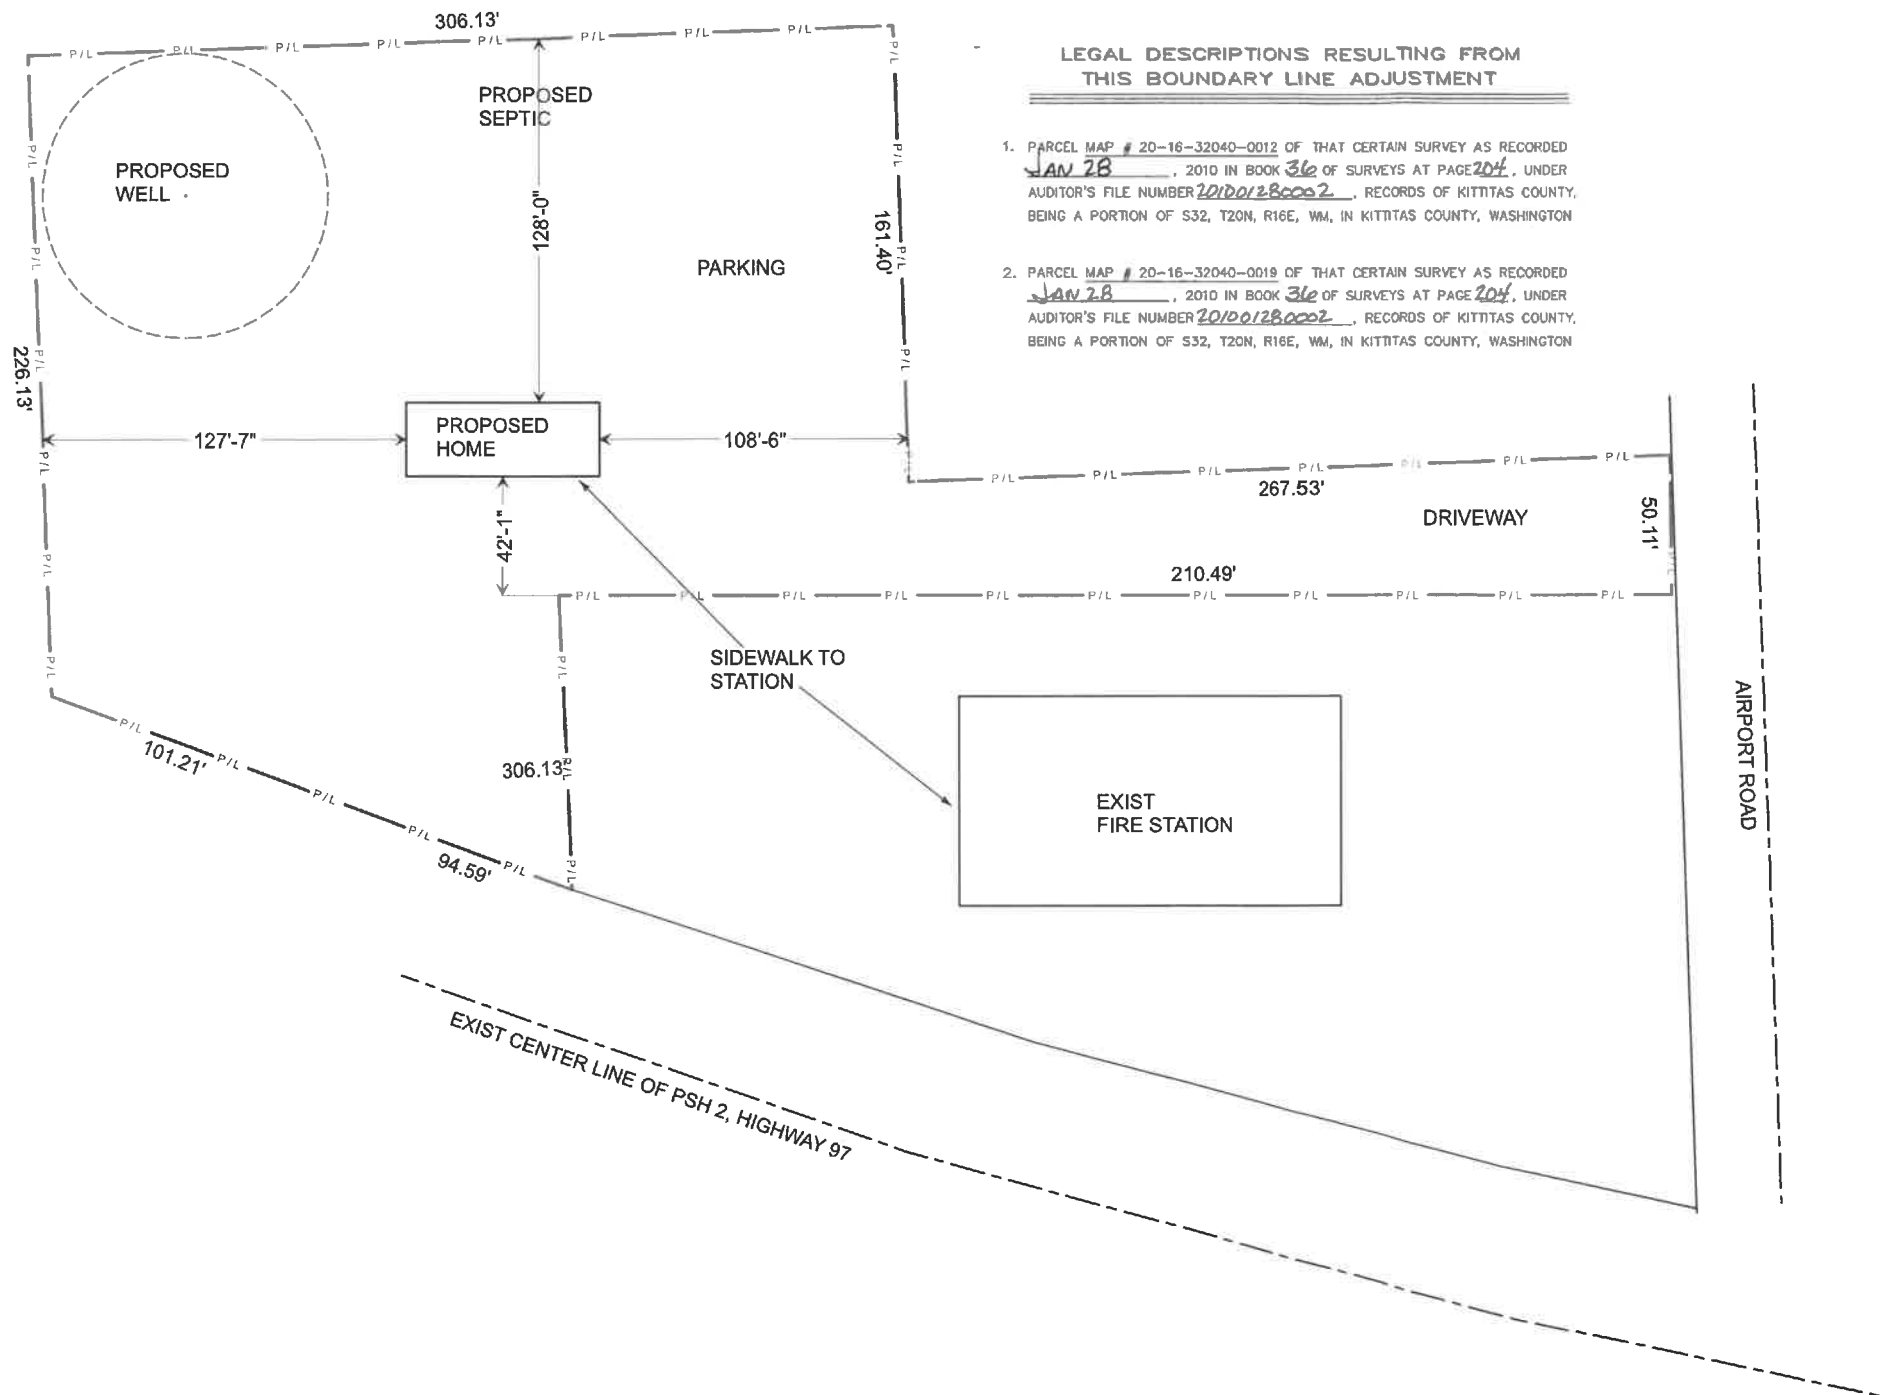 306.13'
P/L P/L P/L P/L P/L P/L P/L P/L
LEGAL DESCRIPTIONS RESULTING FROM
THIS BOUNDARY LINE ADJUSTMENT
1. PARCEL MAP # 20-16-32040-0012 OF THAT CERTAIN SURVEY AS RECORDED
JAN 28, 2010 IN BOOK 36 OF SURVEYS AT PAGE 204, UNDER
AUDITOR'S FILE NUMBER 201001280002, RECORDS OF KITTITAS COUNTY,
BEING A PORTION OF S32, T20N, R16E, WM, IN KITTITAS COUNTY, WASHINGTON
2. PARCEL MAP # 20-16-32040-0019 OF THAT CERTAIN SURVEY AS RECORDED
JAN 28, 2010 IN BOOK 36 OF SURVEYS AT PAGE 204, UNDER
AUDITOR'S FILE NUMBER 201001280002, RECORDS OF KITTITAS COUNTY,
BEING A PORTION OF S32, T20N, R16E, WM, IN KITTITAS COUNTY, WASHINGTON
PROPOSED
SEPTIC
PROPOSED
WELL
128'-0"
161.40'
P/L P/L P/L P/L
PARKING
226.13'
P/L P/L P/L P/L P/L P/L
127'-7"
PROPOSED
HOME
108'-6"
P/L P/L P/L P/L P/L P/L P/L
267.53'
DRIVEWAY
50.11'
P/L
42'-1"
210.49'
P/L P/L P/L P/L P/L P/L P/L P/L P/L P/L P/L
SIDEWALK TO
STATION
P/L P/L P/L
306.13'
P/L P/L P/L P/L P/L
101.21'
94.59'
EXIST
FIRE STATION
AIRPORT ROAD
EXIST CENTER LINE OF PSH 2, HIGHWAY 97